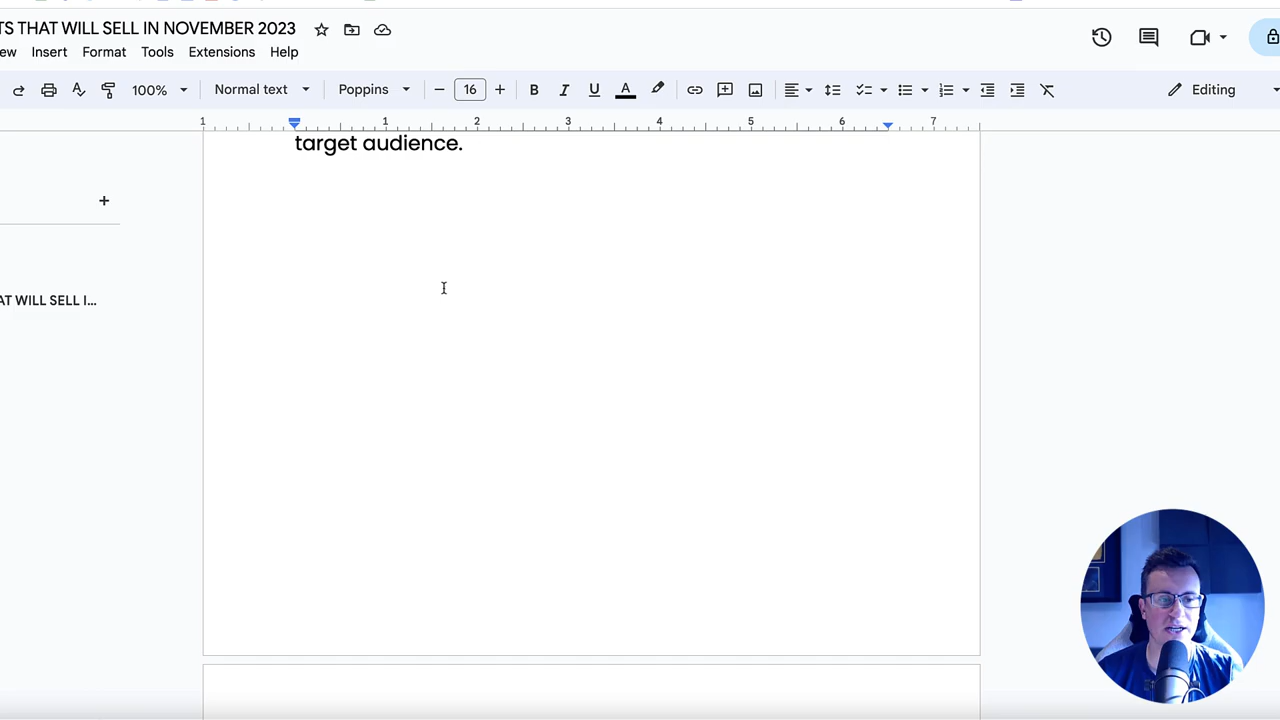 TS THAT WILL SELL IN NOVEMBER 2023
ew Insert Format Tools Extensions Help
100% Normal text Poppins 16 B I U A Editing
1 1 2 3 4 5 6 7
target audience.
AT WILL SELL I...